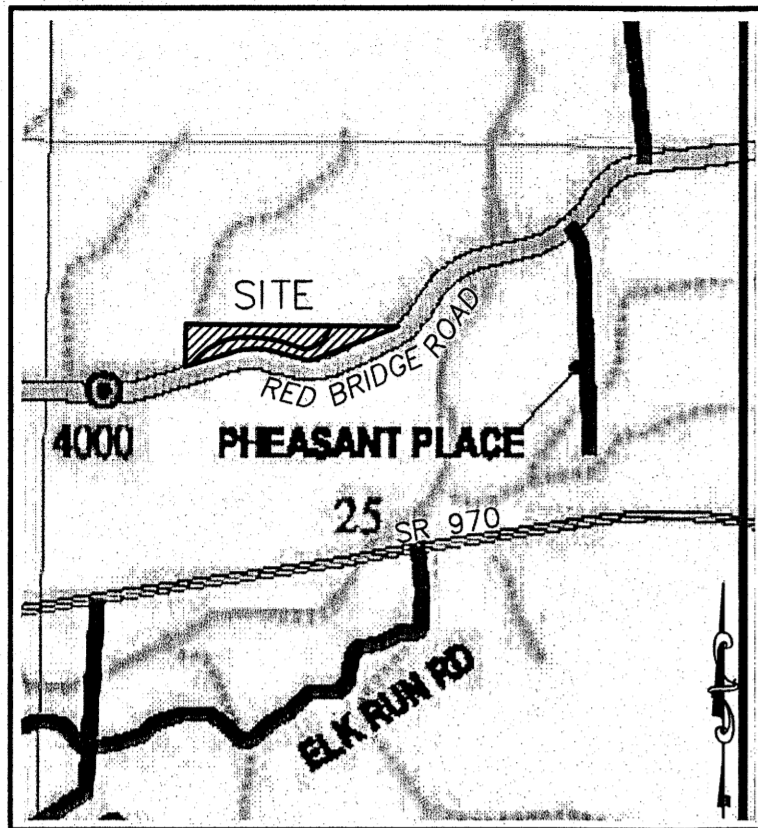 SITE
RED BRIDGE ROAD
4000
PHEASANT PLACE
25
SR 970
ELK RUN RD